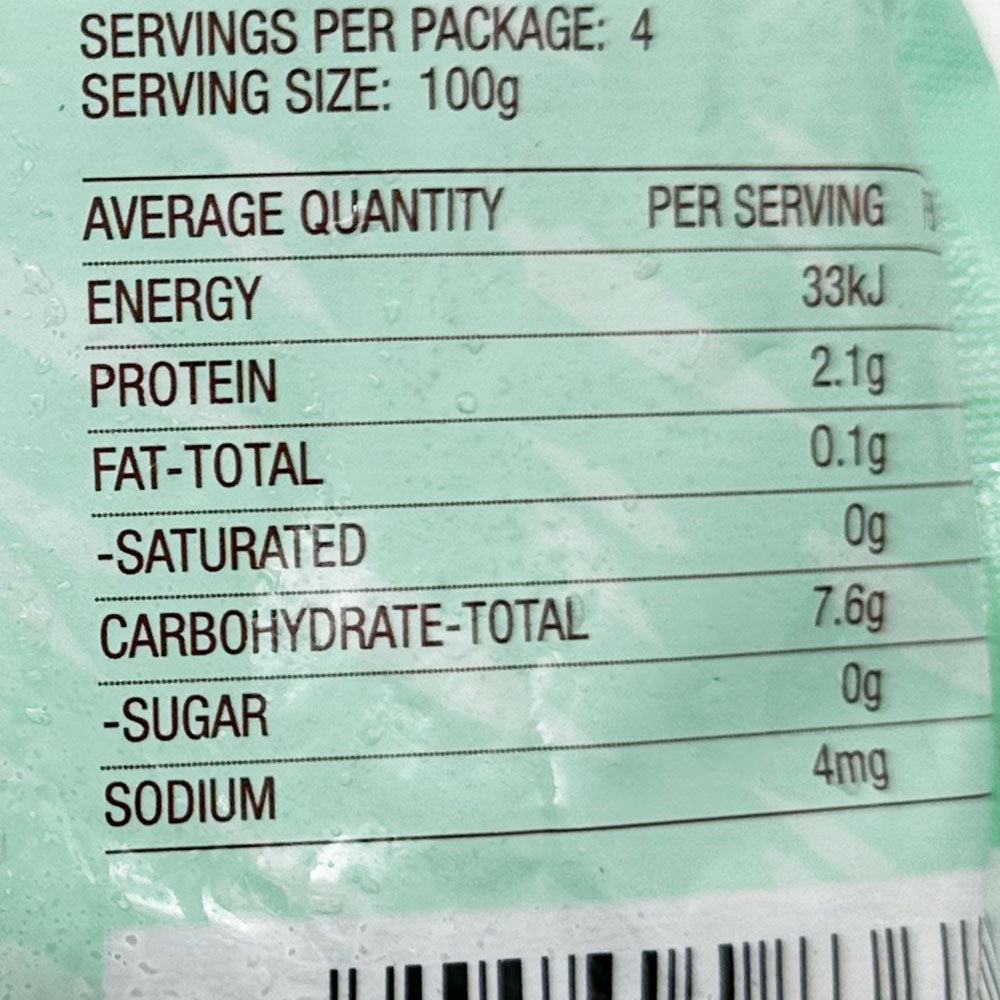 SERVINGS PER PACKAGE: 4
SERVING SIZE: 100g
AVERAGE QUANTITY PER SERVING
ENERGY 33kJ
PROTEIN 2.1g
FAT-TOTAL 0.1g
-SATURATED 0g
CARBOHYDRATE-TOTAL 7.6g
-SUGAR 0g
SODIUM 4mg